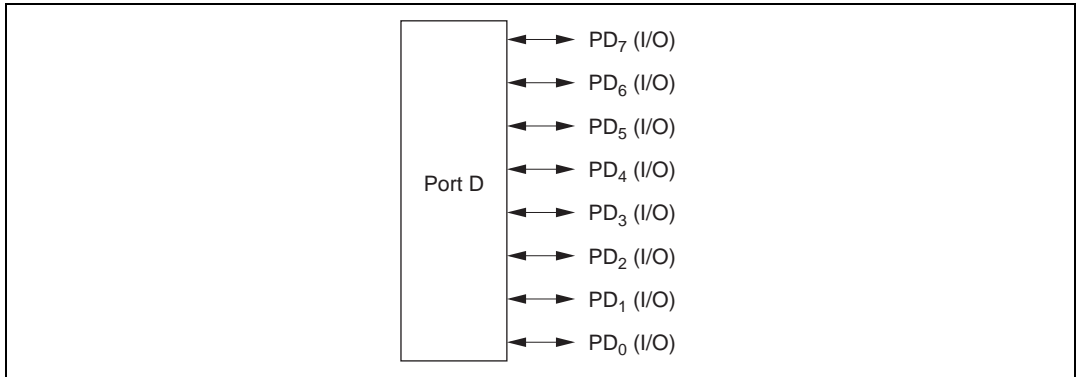 PD₇ (I/O)
PD₆ (I/O)
PD₅ (I/O)
PD₄ (I/O)
Port D
PD₃ (I/O)
PD₂ (I/O)
PD₁ (I/O)
PD₀ (I/O)